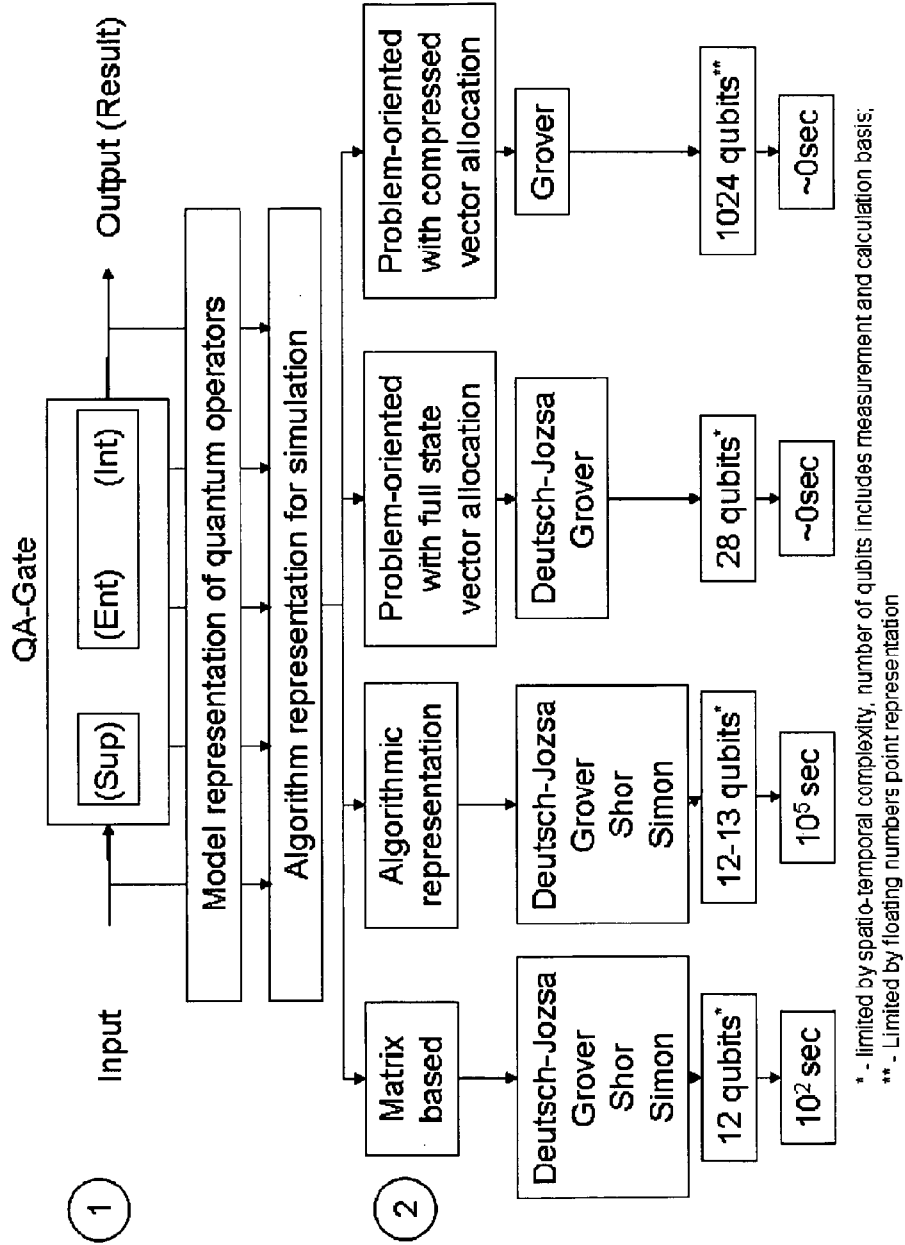 1
QA-Gate
Input
(Sup)
(Ent)
(Int)
Output (Result)
Model representation of quantum operators
Algorithm representation for simulation
2
Matrix
based
Deutsch-Jozsa
Grover
Shor
Simon
12 qubits*
10² sec
Algorithmic
representation
Deutsch-Jozsa
Grover
Shor
Simon
12-13 qubits*
10⁵ sec
Problem-oriented
with full state
vector allocation
Deutsch-Jozsa
Grover
28 qubits*
~0sec
Problem-oriented
with compressed
vector allocation
Grover
1024 qubits**
~0sec
* - limited by spatio-temporal complexity, number of qubits includes measurement and calculation basis;
** - Limited by floating numbers point representation